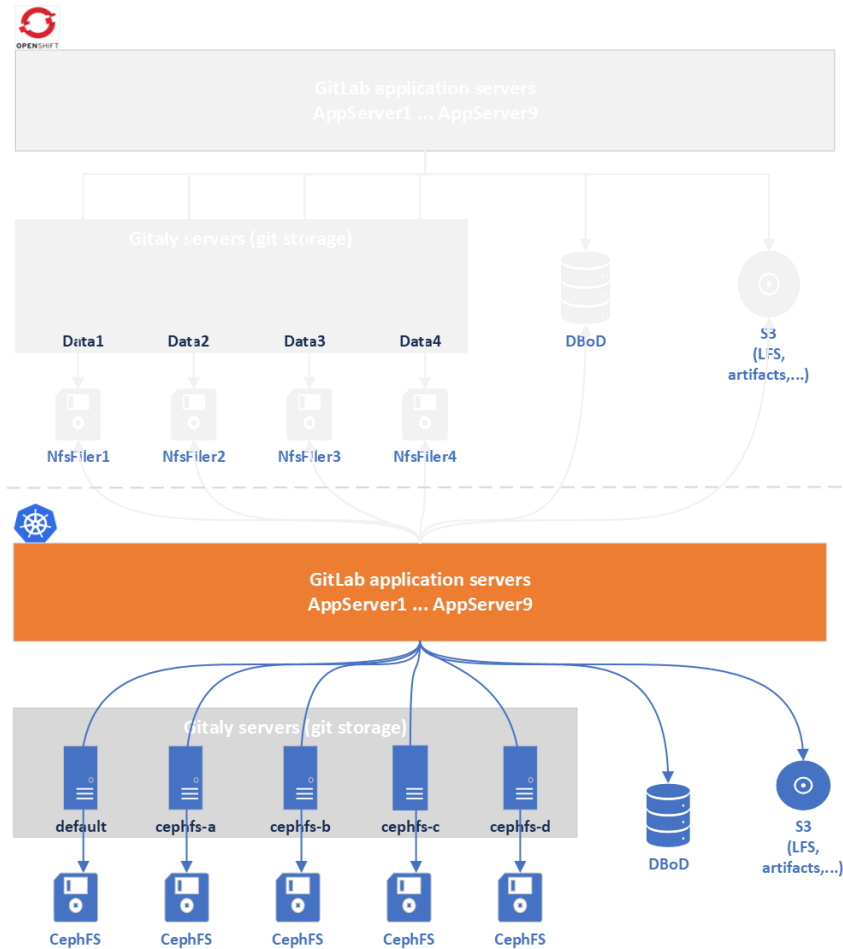 OPENSHIFT
GitLab application servers
AppServer1 ... AppServer9
Gitaly servers (git storage)
Data1 Data2 Data3 Data4
DBoD
S3
(LFS,
artifacts,...)
NfsFiler1 NfsFiler2 NfsFiler3 NfsFiler4
GitLab application servers
AppServer1 ... AppServer9
Gitaly servers (git storage)
default cephfs-a cephfs-b cephfs-c cephfs-d
DBoD
S3
(LFS,
artifacts,...)
CephFS CephFS CephFS CephFS CephFS